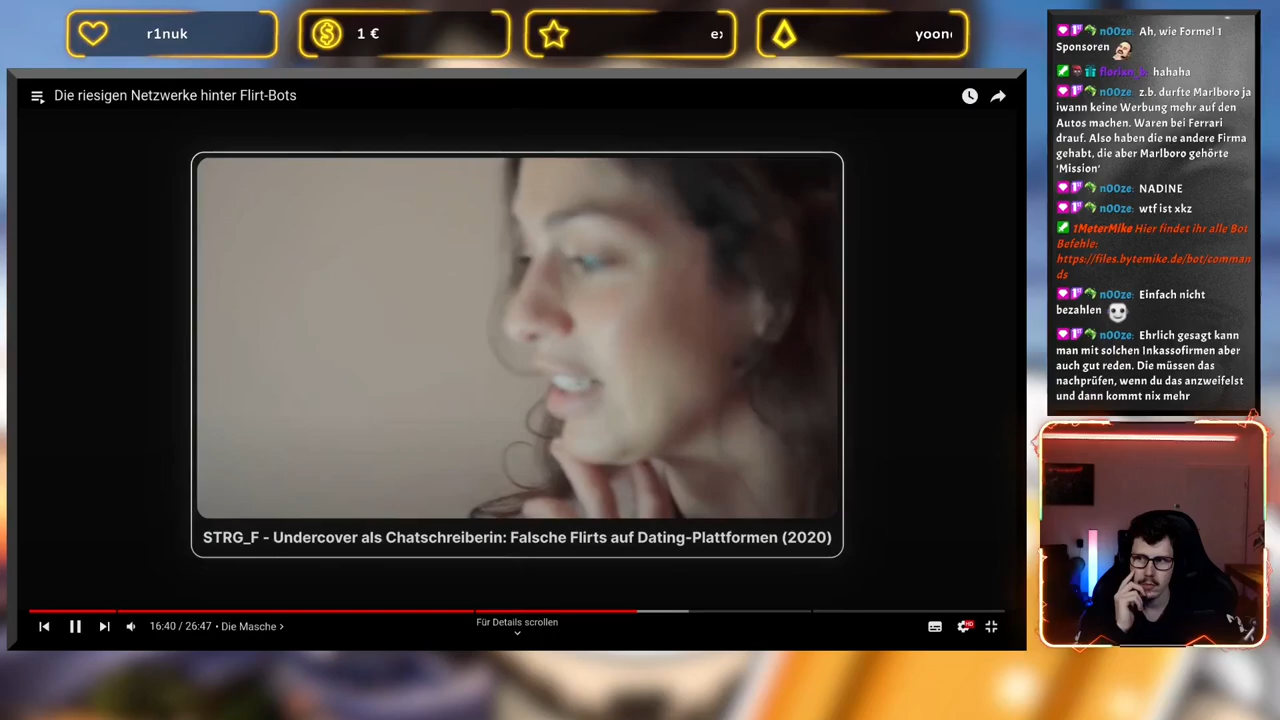 r1nuk
1 €
e
yoon
Die riesigen Netzwerke hinter Flirt-Bots
STRG_F - Undercover als Chatschreiberin: Falsche Flirts auf Dating-Plattformen (2020)
16:40 / 26:47 • Die Masche
Für Details scrollen
HD
n00ze: Ah, wie Formel 1
Sponsoren
hahaha
n00ze: z.b. durfte Marlboro ja
iwann keine Werbung mehr auf den
Autos machen. Waren bei Ferrari
drauf. Also haben die ne andere Firma
gehabt, die aber Marlboro gehörte
'Mission'
n00ze: NADINE
n00ze: wtf ist xkz
1MeterMike Hier findet ihr alle Bot
Befehle:
https://files.bytemike.de/bot/comman
ds
n00ze: Einfach nicht
bezahlen
n00ze: Ehrlich gesagt kann
man mit solchen Inkassofirmen aber
auch gut reden. Die müssen das
nachprüfen, wenn du das anzweifelst
und dann kommt nix mehr